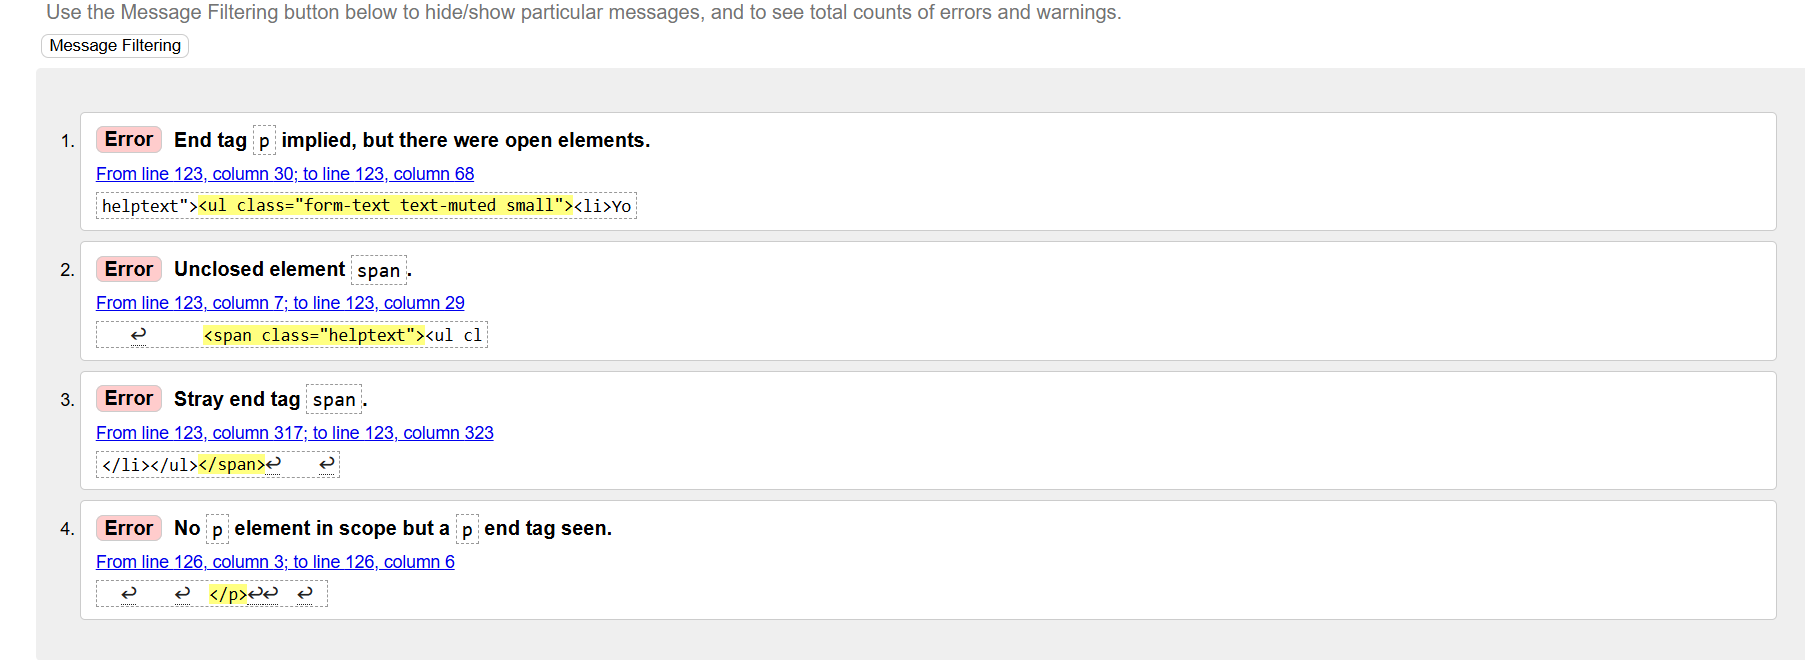 Use the Message Filtering button below to hide/show particular messages, and to see total counts of errors and warnings.
Message Filtering
1. Error End tag p implied, but there were open elements.
From line 123, column 30; to line 123, column 68
helptext"><ul class="form-text text-muted small"><li>Yo
2. Error Unclosed element span.
From line 123, column 7; to line 123, column 29
↩ <span class="helptext"><ul cl
3. Error Stray end tag span.
From line 123, column 317; to line 123, column 323
</li></ul></span>↩ ↩
4. Error No p element in scope but a p end tag seen.
From line 126, column 3; to line 126, column 6
↩ ↩ </p>↩↩ ↩